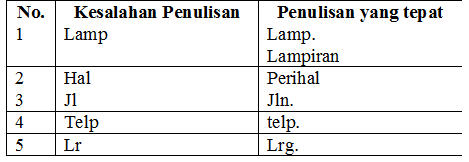 No. Kesalahan Penulisan Penulisan yang tepat
1 Lamp Lamp.
Lampiran
2 Hal Perihal
3 Jl Jln.
4 Telp telp.
5 Lr Lrg.